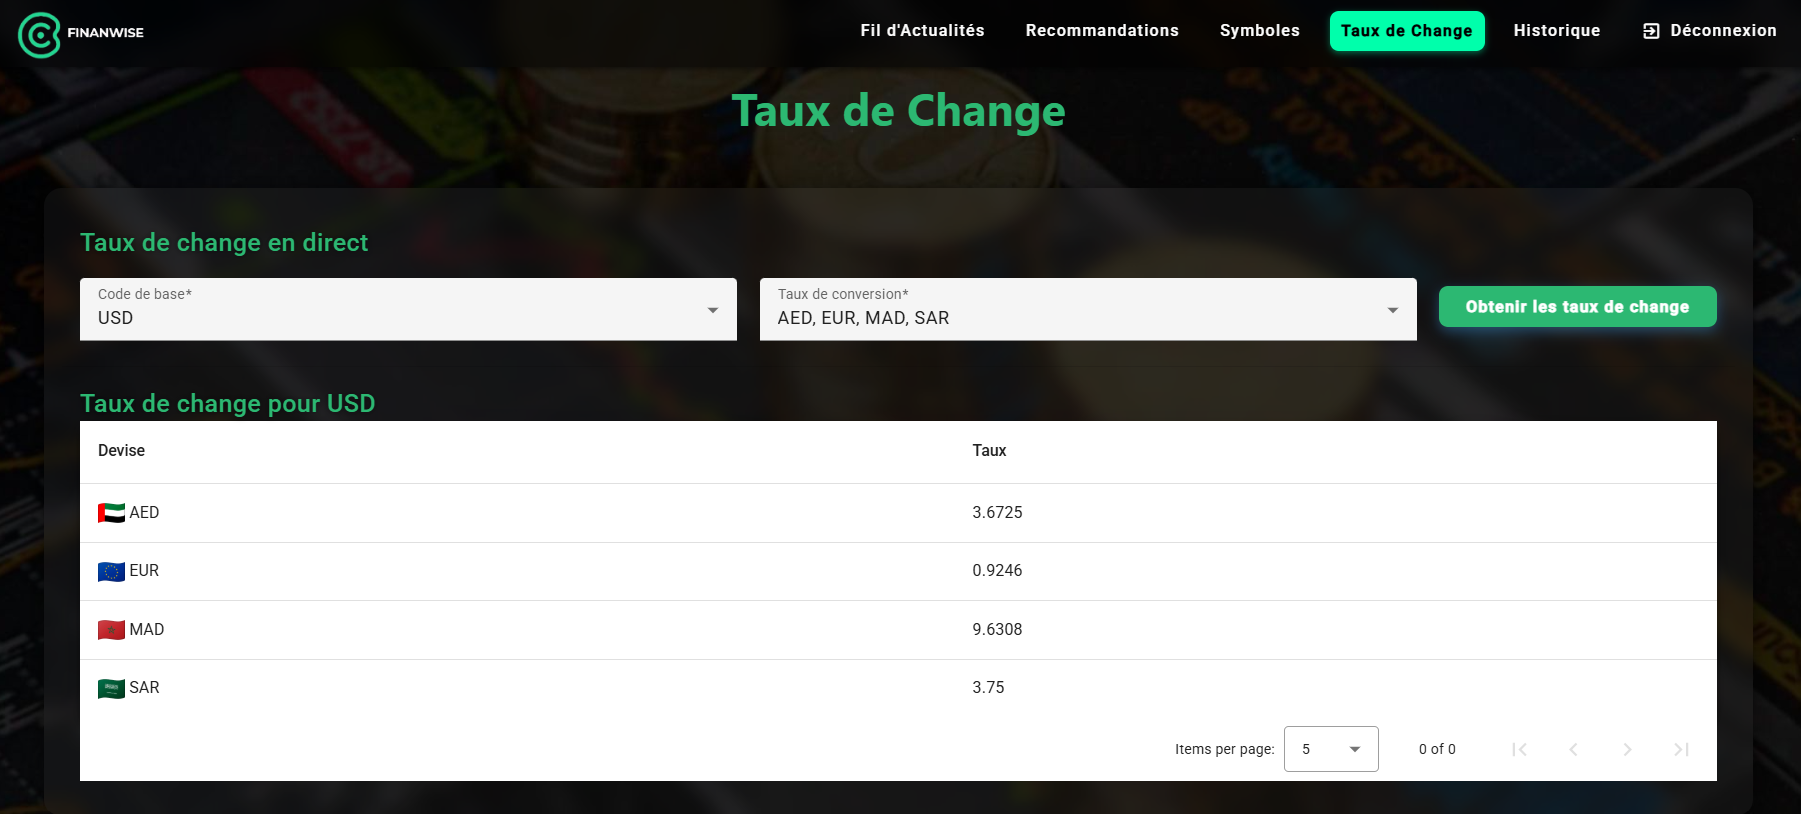 FINANWISE
Fil d'Actualités
Recommandations
Symboles
Taux de Change
Historique
Déconnexion
Taux de Change
Taux de change en direct
Code de base*
USD
Taux de conversion*
AED, EUR, MAD, SAR
Obtenir les taux de change
Taux de change pour USD
Devise Taux
AED 3.6725
EUR 0.9246
MAD 9.6308
SAR 3.75
Items per page: 5 0 of 0